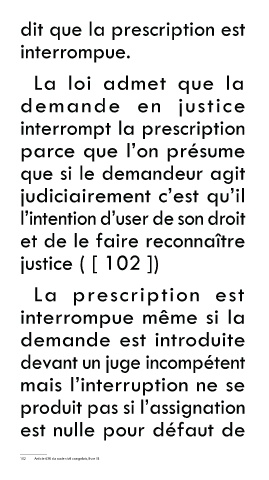 dit que la prescription est
interrompue.
La loi admet que la
demande en justice
interrompt la prescription
parce que l'on présume
que si le demandeur agit
judiciairement c'est qu'il
l'intention d'user de son droit
et de le faire reconnaître
justice ( [ 102 ])
La prescription est
interrompue même si la
demande est introduite
devant un juge incompétent
mais l'interruption ne se
produit pas si l'assignation
est nulle pour défaut de
102